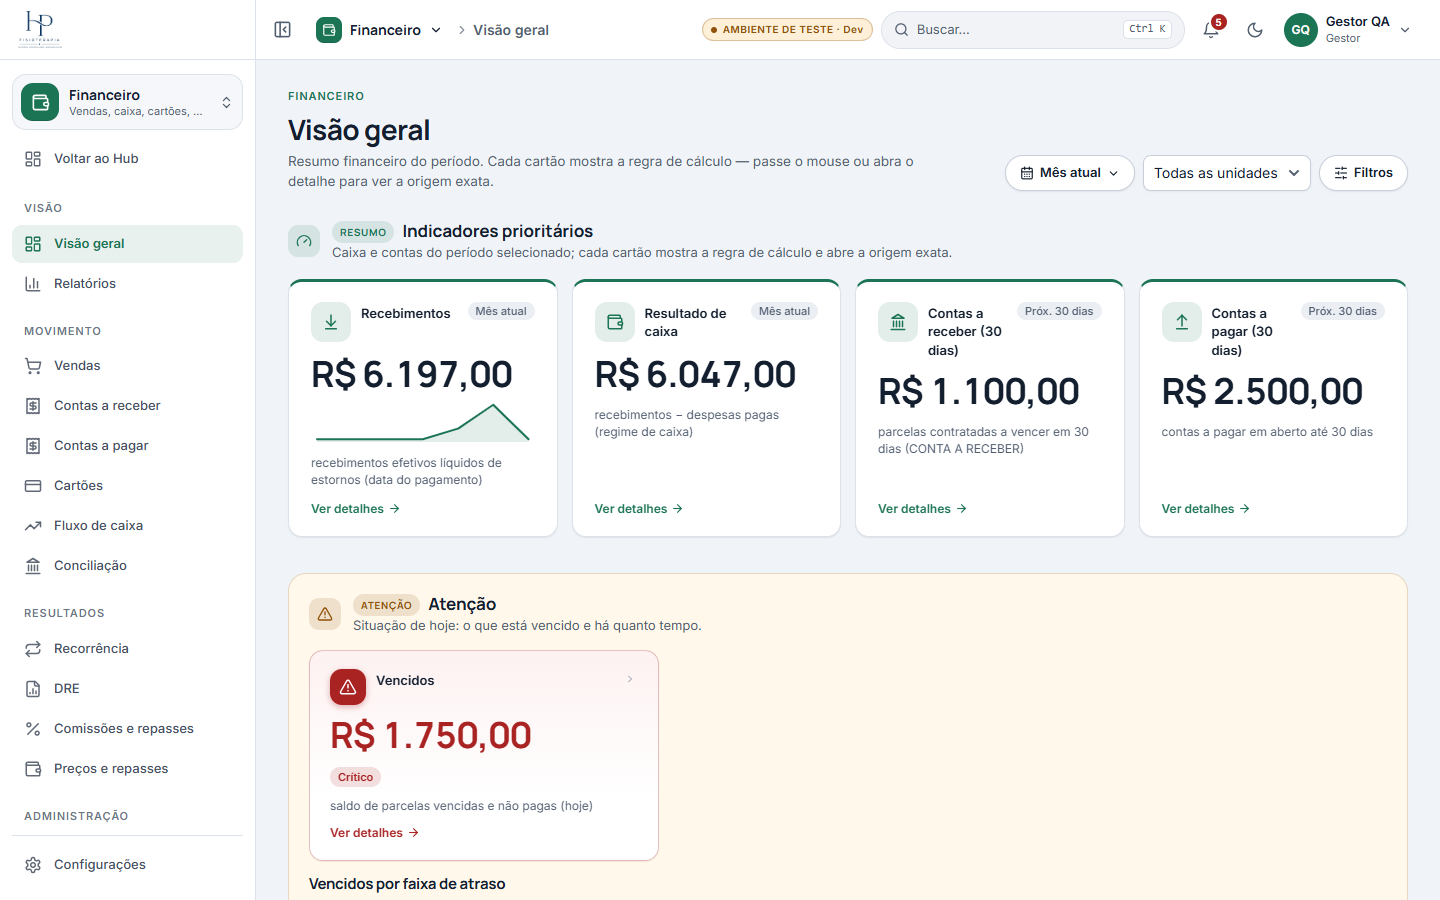 HP
FISIOTERAPIA
Financeiro
Vendas, caixa, cartões, ...
Voltar ao Hub
VISÃO
Visão geral
Relatórios
MOVIMENTO
Vendas
Contas a receber
Contas a pagar
Cartões
Fluxo de caixa
Conciliação
RESULTADOS
Recorrência
DRE
Comissões e repasses
Preços e repasses
ADMINISTRAÇÃO
Configurações
Financeiro
Visão geral
AMBIENTE DE TESTE · Dev
Buscar...
Ctrl K
5
GQ
Gestor QA
Gestor
FINANCEIRO
Visão geral
Resumo financeiro do período. Cada cartão mostra a regra de cálculo — passe o mouse ou abra o
detalhe para ver a origem exata.
Mês atual
Todas as unidades
Filtros
RESUMO Indicadores prioritários
Caixa e contas do período selecionado; cada cartão mostra a regra de cálculo e abre a origem exata.
Recebimentos
Mês atual
R$ 6.197,00
recebimentos efetivos líquidos de
estornos (data do pagamento)
Ver detalhes →
Resultado de
caixa
Mês atual
R$ 6.047,00
recebimentos − despesas pagas
(regime de caixa)
Ver detalhes →
Contas a
receber (30
dias)
Próx. 30 dias
R$ 1.100,00
parcelas contratadas a vencer em 30
dias (CONTA A RECEBER)
Ver detalhes →
Contas a
pagar (30
dias)
Próx. 30 dias
R$ 2.500,00
contas a pagar em aberto até 30 dias
Ver detalhes →
ATENÇÃO Atenção
Situação de hoje: o que está vencido e há quanto tempo.
Vencidos
R$ 1.750,00
Crítico
saldo de parcelas vencidas e não pagas (hoje)
Ver detalhes →
Vencidos por faixa de atraso